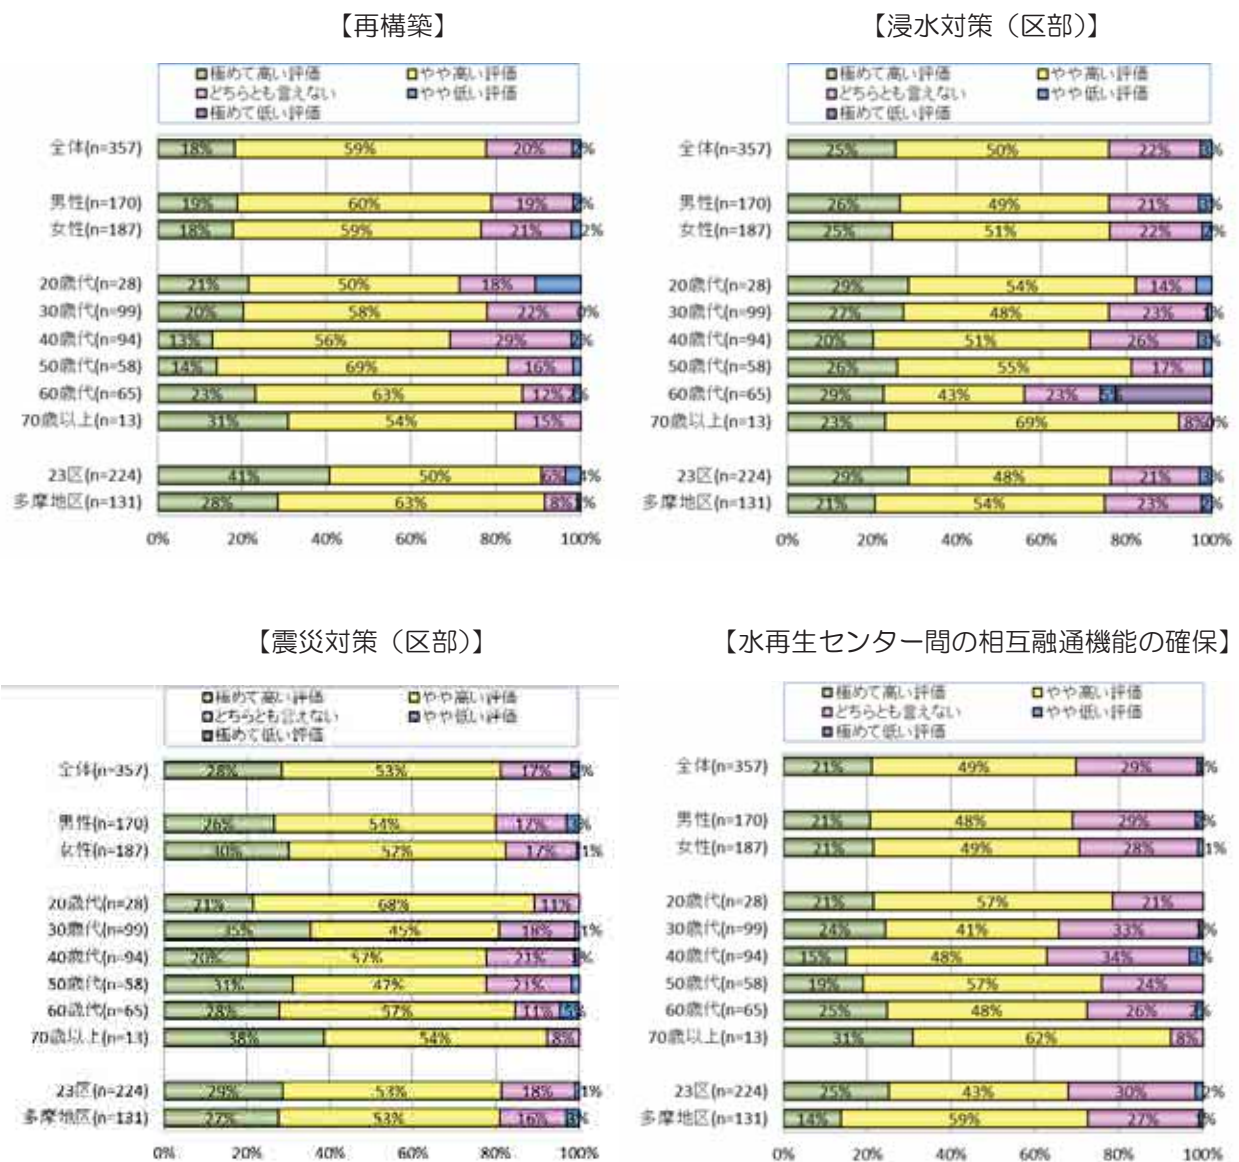 【再構築】
極めて高い評価 やや高い評価
どちらとも言えない やや低い評価
極めて低い評価
全体(n=357) 18% 59% 20% 2%
男性(n=170) 19% 60% 19% 2%
女性(n=187) 18% 59% 21% 2%
20歳代(n=28) 21% 50% 18%
30歳代(n=99) 20% 58% 22% 0%
40歳代(n=94) 13% 56% 29% 2%
50歳代(n=58) 14% 69% 16%
60歳代(n=65) 23% 63% 12% 2%
70歳以上(n=13) 31% 54% 15%
23区(n=224) 41% 50% 6% 4%
多摩地区(n=131) 28% 63% 8% %
0% 20% 40% 60% 80% 100%
【浸水対策（区部）】
極めて高い評価 やや高い評価
どちらとも言えない やや低い評価
極めて低い評価
全体(n=357) 25% 50% 22% 3%
男性(n=170) 26% 49% 21% 3%
女性(n=187) 25% 51% 22% 2%
20歳代(n=28) 29% 54% 14%
30歳代(n=99) 27% 48% 23% 1%
40歳代(n=94) 20% 51% 26% 3%
50歳代(n=58) 26% 55% 17%
60歳代(n=65) 29% 43% 23% 5%
70歳以上(n=13) 23% 69% 8% 0%
23区(n=224) 29% 48% 21% 3%
多摩地区(n=131) 21% 54% 23% 2%
0% 20% 40% 60% 80% 100%
【震災対策（区部）】
極めて高い評価 やや高い評価
どちらとも言えない やや低い評価
極めて低い評価
全体(n=357) 28% 53% 17% 2%
男性(n=170) 26% 54% 17% 3%
女性(n=187) 30% 52% 17% 1%
20歳代(n=28) 21% 68% 11%
30歳代(n=99) 35% 45% 18% 1%
40歳代(n=94) 20% 57% 21% %
50歳代(n=58) 31% 47% 21%
60歳代(n=65) 28% 57% 11% 5%
70歳以上(n=13) 38% 54% 8%
23区(n=224) 29% 53% 18% 1%
多摩地区(n=131) 27% 53% 16% 3%
0% 20% 40% 60% 80% 100%
【水再生センター間の相互融通機能の確保】
極めて高い評価 やや高い評価
どちらとも言えない やや低い評価
極めて低い評価
全体(n=357) 21% 49% 29% %
男性(n=170) 21% 48% 29% 2%
女性(n=187) 21% 49% 28% 1%
20歳代(n=28) 21% 57% 21%
30歳代(n=99) 24% 41% 33% %
40歳代(n=94) 15% 48% 34% 3%
50歳代(n=58) 19% 57% 24%
60歳代(n=65) 25% 48% 26% 2%
70歳以上(n=13) 31% 62% 8%
23区(n=224) 25% 43% 30% 2%
多摩地区(n=131) 14% 59% 27% %
0% 20% 40% 60% 80% 100%